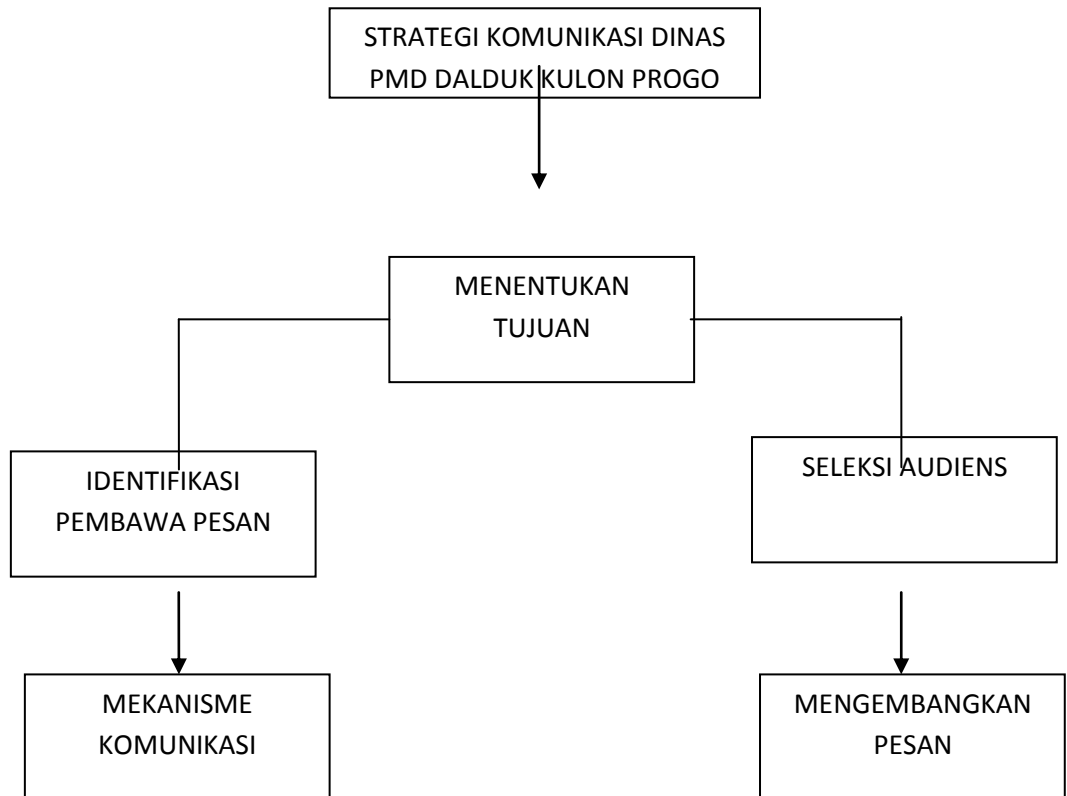 STRATEGI KOMUNIKASI DINAS
PMD DALDUK KULON PROGO
MENENTUKAN
TUJUAN
IDENTIFIKASI
PEMBAWA PESAN
SELEKSI AUDIENS
MEKANISME
KOMUNIKASI
MENGEMBANGKAN
PESAN